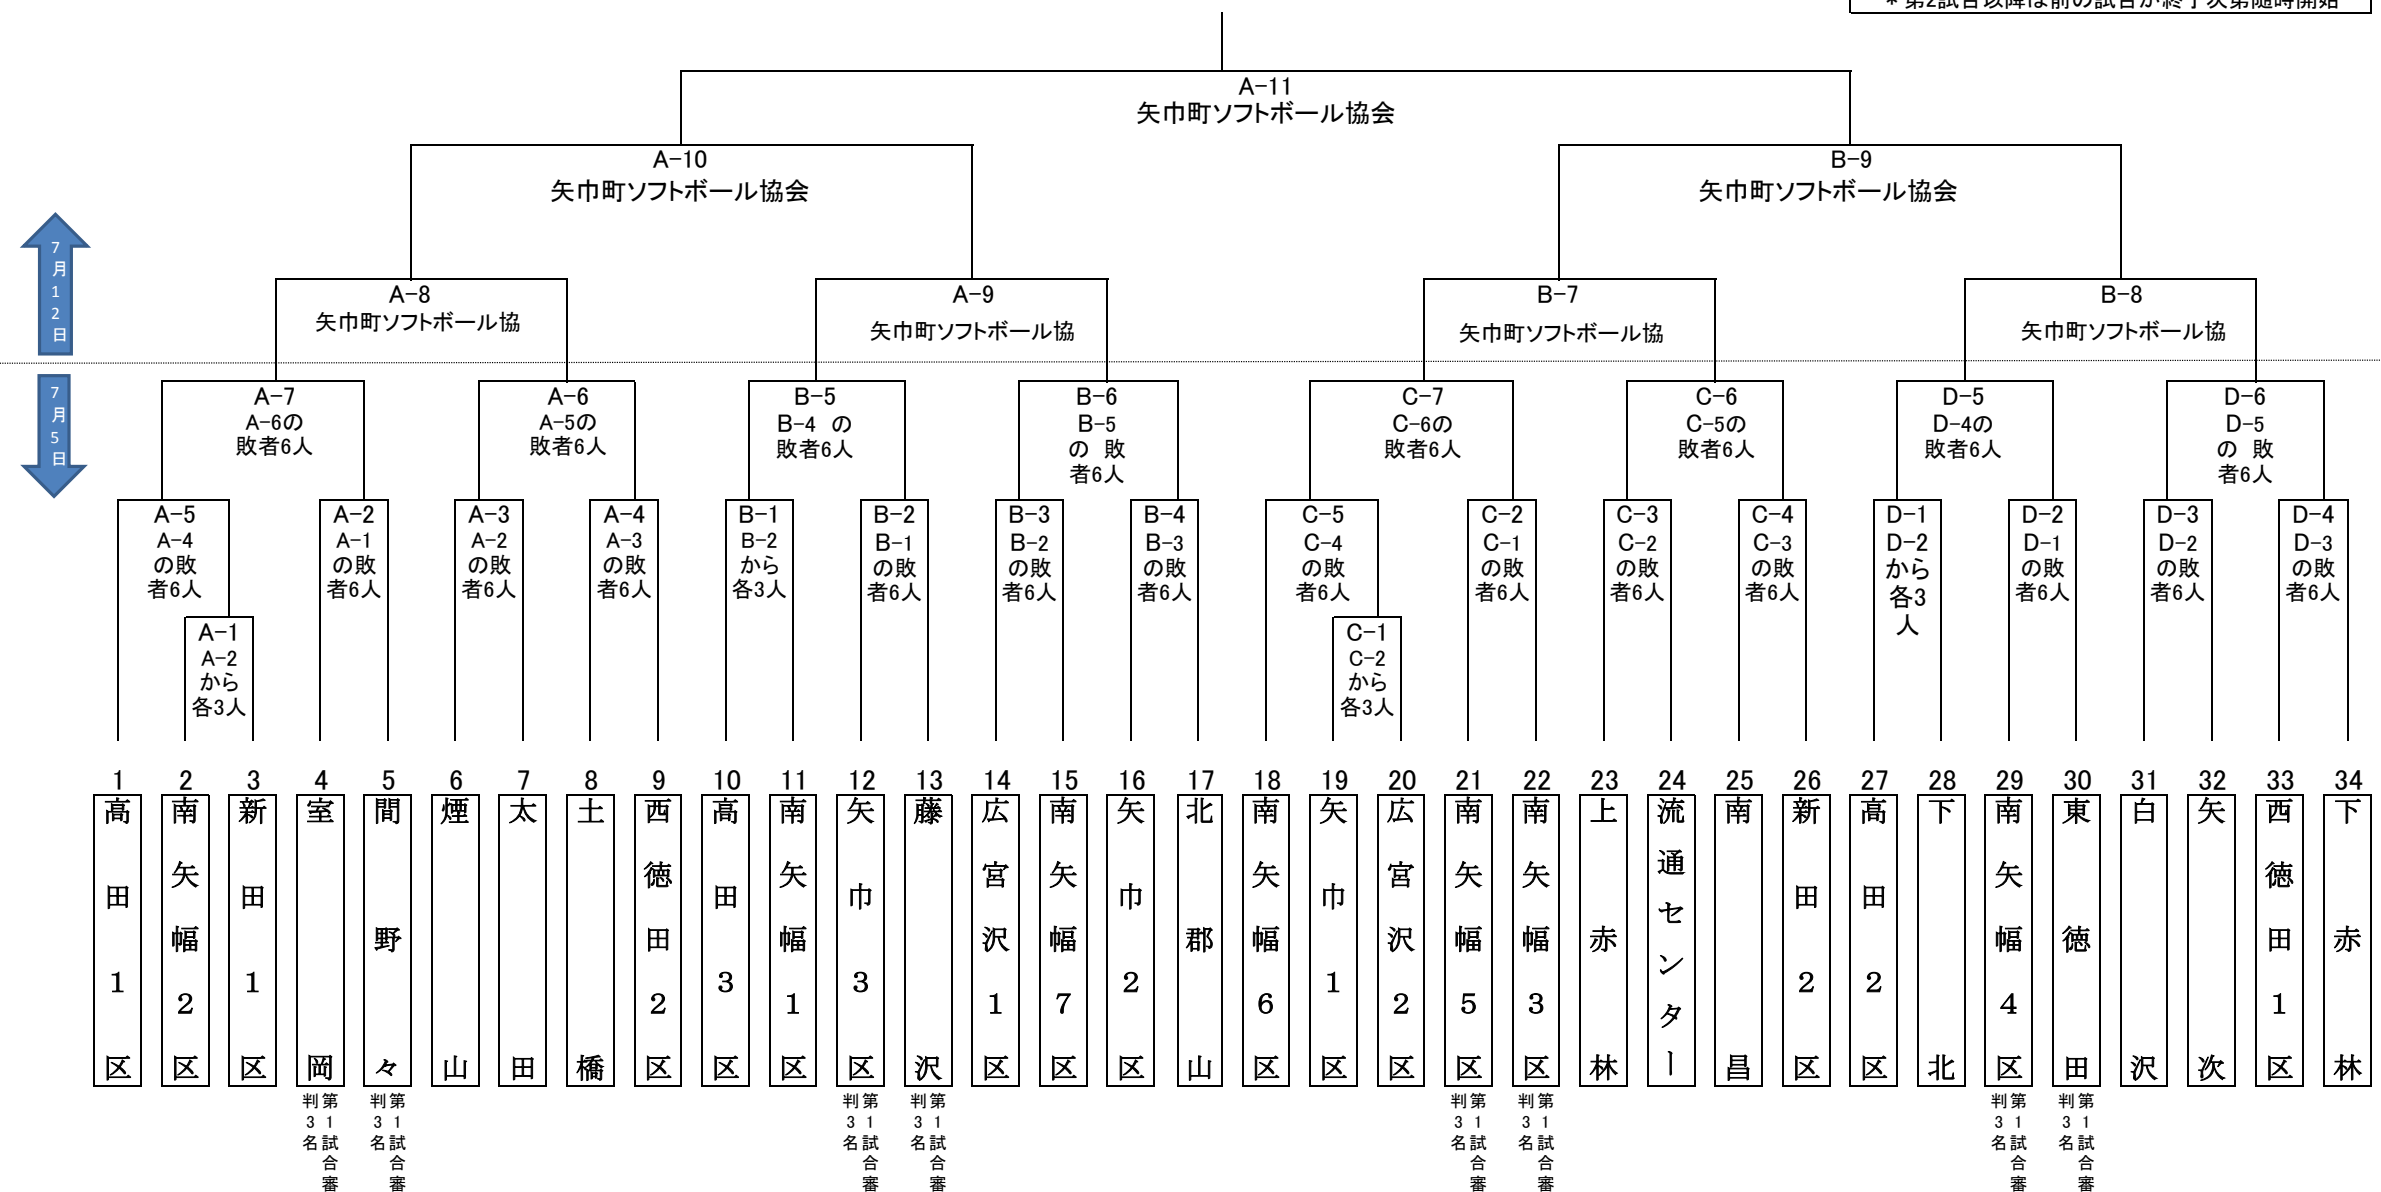 ＊第2試合以降は前の試合が終了次第随時開始
A-11
矢巾町ソフトボール協会
A-10
矢巾町ソフトボール協会
B-9
矢巾町ソフトボール協会
7月12日
A-8
矢巾町ソフトボール協
A-9
矢巾町ソフトボール協
B-7
矢巾町ソフトボール協
B-8
矢巾町ソフトボール協
7月5日
A-7
A-6の
敗者6人
A-6
A-5の
敗者6人
B-5
B-4 の
敗者6人
B-6
B-5
の 敗
者6人
C-7
C-6の
敗者6人
C-6
C-5の
敗者6人
D-5
D-4の
敗者6人
D-6
D-5
の 敗
者6人
A-5
A-4
の敗
者6人
A-2
A-1
の敗
者6人
A-3
A-2
の敗
者6人
A-4
A-3
の敗
者6人
B-1
B-2
から
各3人
B-2
B-1
の敗
者6人
B-3
B-2
の敗
者6人
B-4
B-3
の敗
者6人
C-5
C-4
の敗
者6人
C-2
C-1
の敗
者6人
C-3
C-2
の敗
者6人
C-4
C-3
の敗
者6人
D-1
D-2
から
各3
人
D-2
D-1
の敗
者6人
D-3
D-2
の敗
者6人
D-4
D-3
の敗
者6人
A-1
A-2
から
各3人
C-1
C-2
から
各3人
1 2 3 4 5 6 7 8 9 10 11 12 13 14 15 16 17 18 19 20 21 22 23 24 25 26 27 28 29 30 31 32 33 34
高田1区
南矢幅2区
新田1区
室岡
間野々
煙山
太田
土橋
西徳田2区
高田3区
南矢幅1区
矢巾3区
藤沢
広宮沢1区
南矢幅7区
矢巾2区
北郡山
南矢幅6区
矢巾1区
広宮沢2区
南矢幅5区
南矢幅3区
上赤林
流通センター
南昌
新田2区
高田2区
下北
南矢幅4区
東徳田
白沢
矢次
西徳田1区
下赤林
第1試合審
判3名
第1試合審
判3名
第1試合審
判3名
第1試合審
判3名
第1試合審
判3名
第1試合審
判3名
第1試合審
判3名
第1試合審
判3名